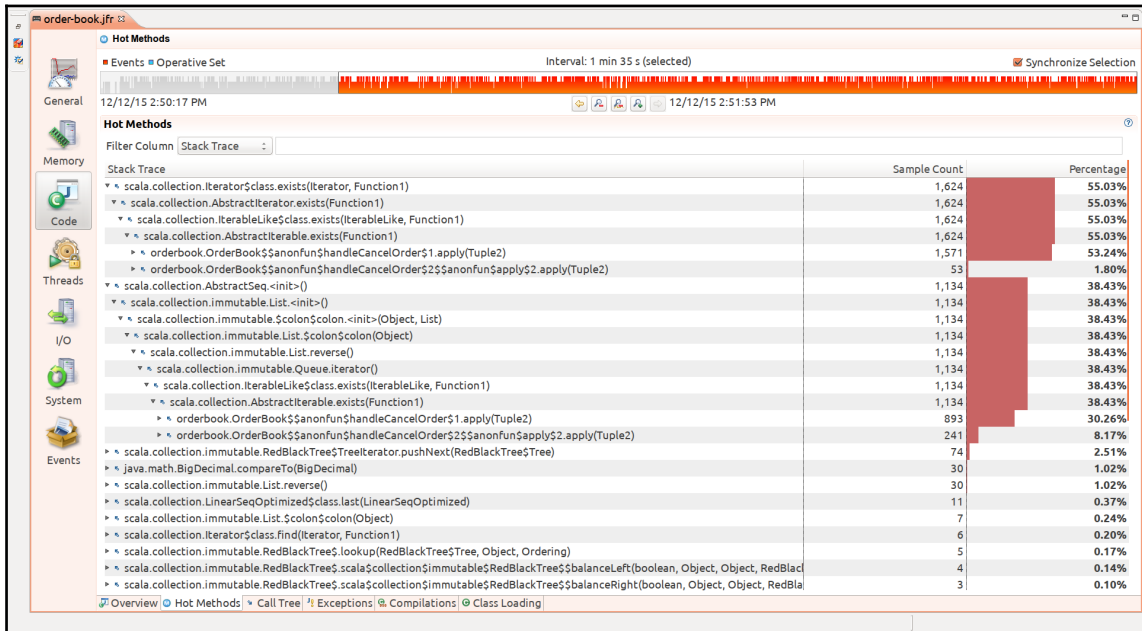 order-book.jfr
Hot Methods
Events Operative Set Interval: 1 min 35 s (selected) Synchronize Selection
12/12/15 2:50:17 PM 12/12/15 2:51:53 PM
General
Memory
Code
Threads
I/O
System
Events
Hot Methods
Filter Column Stack Trace
Stack Trace Sample Count Percentage
scala.collection.Iterator$class.exists(Iterator, Function1) 1,624 55.03%
scala.collection.AbstractIterator.exists(Function1) 1,624 55.03%
scala.collection.IterableLike$class.exists(IterableLike, Function1) 1,624 55.03%
scala.collection.AbstractIterable.exists(Function1) 1,624 55.03%
orderbook.OrderBook$$anonfun$handleCancelOrder$1.apply(Tuple2) 1,571 53.24%
orderbook.OrderBook$$anonfun$handleCancelOrder$2$$anonfun$apply$2.apply(Tuple2) 53 1.80%
scala.collection.AbstractSeq.<init>() 1,134 38.43%
scala.collection.immutable.List.<init>() 1,134 38.43%
scala.collection.immutable.$colon$colon.<init>(Object, List) 1,134 38.43%
scala.collection.immutable.List.$colon$colon(Object) 1,134 38.43%
scala.collection.immutable.List.reverse() 1,134 38.43%
scala.collection.immutable.Queue.iterator() 1,134 38.43%
scala.collection.IterableLike$class.exists(IterableLike, Function1) 1,134 38.43%
scala.collection.AbstractIterable.exists(Function1) 1,134 38.43%
orderbook.OrderBook$$anonfun$handleCancelOrder$1.apply(Tuple2) 893 30.26%
orderbook.OrderBook$$anonfun$handleCancelOrder$2$$anonfun$apply$2.apply(Tuple2) 241 8.17%
scala.collection.immutable.RedBlackTree$TreeIterator.pushNext(RedBlackTree$Tree) 74 2.51%
java.math.BigDecimal.compareTo(BigDecimal) 30 1.02%
scala.collection.immutable.List.reverse() 30 1.02%
scala.collection.LinearSeqOptimized$class.last(LinearSeqOptimized) 11 0.37%
scala.collection.immutable.List.$colon$colon(Object) 7 0.24%
scala.collection.Iterator$class.find(Iterator, Function1) 6 0.20%
scala.collection.immutable.RedBlackTree$.lookup(RedBlackTree$Tree, Object, Ordering) 5 0.17%
scala.collection.immutable.RedBlackTree$.scala$collection$immutable$RedBlackTree$$balanceLeft(boolean, Object, Object, RedBlacl 4 0.14%
scala.collection.immutable.RedBlackTree$.scala$collection$immutable$RedBlackTree$$balanceRight(boolean, Object, Object, RedBla 3 0.10%
Overview Hot Methods Call Tree Exceptions Compilations Class Loading